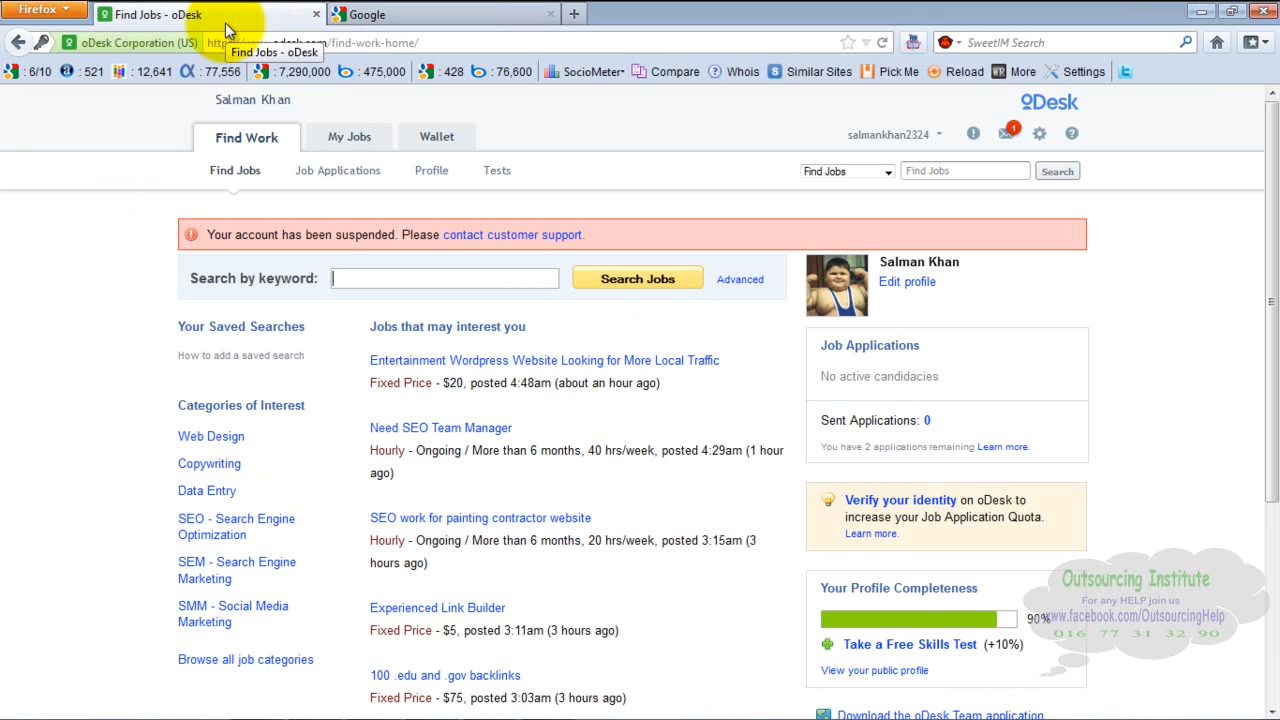 Firefox
Find Jobs - oDesk
Google
oDesk Corporation (US)
.odesk.com/find-work-home/
SweetIM Search
Find Jobs - oDesk
: 6/10
: 521
: 12,641
: 77,556
: 7,290,000
: 475,000
: 428
: 76,600
SocioMeter
Compare
Whois
Similar Sites
Pick Me
Reload
More
Settings
Salman Khan
oDesk
Find Work
My Jobs
Wallet
salmankhan2324
1
Find Jobs
Job Applications
Profile
Tests
Find Jobs
Find Jobs
Search
Your account has been suspended. Please contact customer support.
Search by keyword:
Search Jobs
Advanced
Salman Khan
Edit profile
Your Saved Searches
How to add a saved search
Categories of Interest
Web Design
Copywriting
Data Entry
SEO - Search Engine
Optimization
SEM - Search Engine
Marketing
SMM - Social Media
Marketing
Browse all job categories
Jobs that may interest you
Entertainment Wordpress Website Looking for More Local Traffic
Fixed Price - $20, posted 4:48am (about an hour ago)
Need SEO Team Manager
Hourly - Ongoing / More than 6 months, 40 hrs/week, posted 4:29am (1 hour
ago)
SEO work for painting contractor website
Hourly - Ongoing / More than 6 months, 20 hrs/week, posted 3:15am (3
hours ago)
Experienced Link Builder
Fixed Price - $5, posted 3:11am (3 hours ago)
100 .edu and .gov backlinks
Fixed Price - $75, posted 3:03am (3 hours ago)
Job Applications
No active candidacies
Sent Applications: 0
You have 2 applications remaining Learn more.
Verify your identity on oDesk to
increase your Job Application Quota.
Learn more.
Your Profile Completeness
90%
Take a Free Skills Test (+10%)
View your public profile
Download the oDesk Team application
Outsourcing Institute
For any HELP join us
www.facebook.com/OutsourcingHelp
016 77 31 32 90